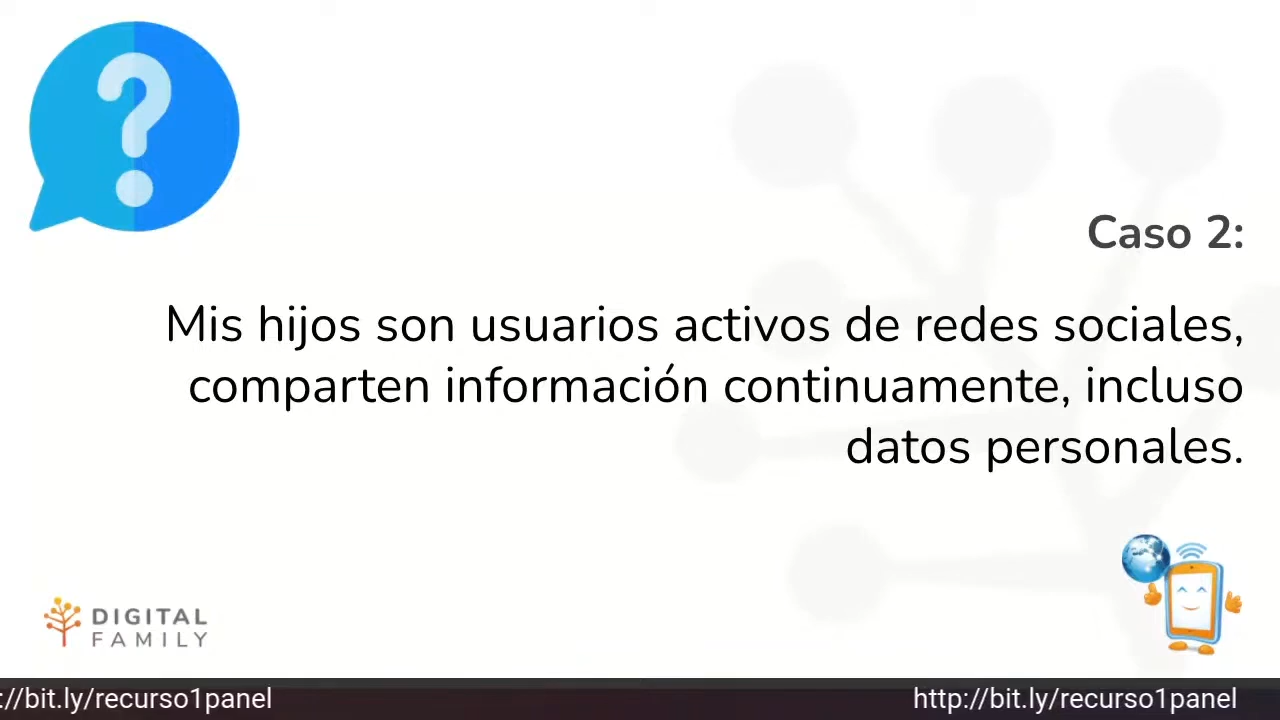 ?
Caso 2:
Mis hijos son usuarios activos de redes sociales,
comparten información continuamente, incluso
datos personales.
DIGITAL
FAMILY
://bit.ly/recurso1panel
http://bit.ly/recurso1panel